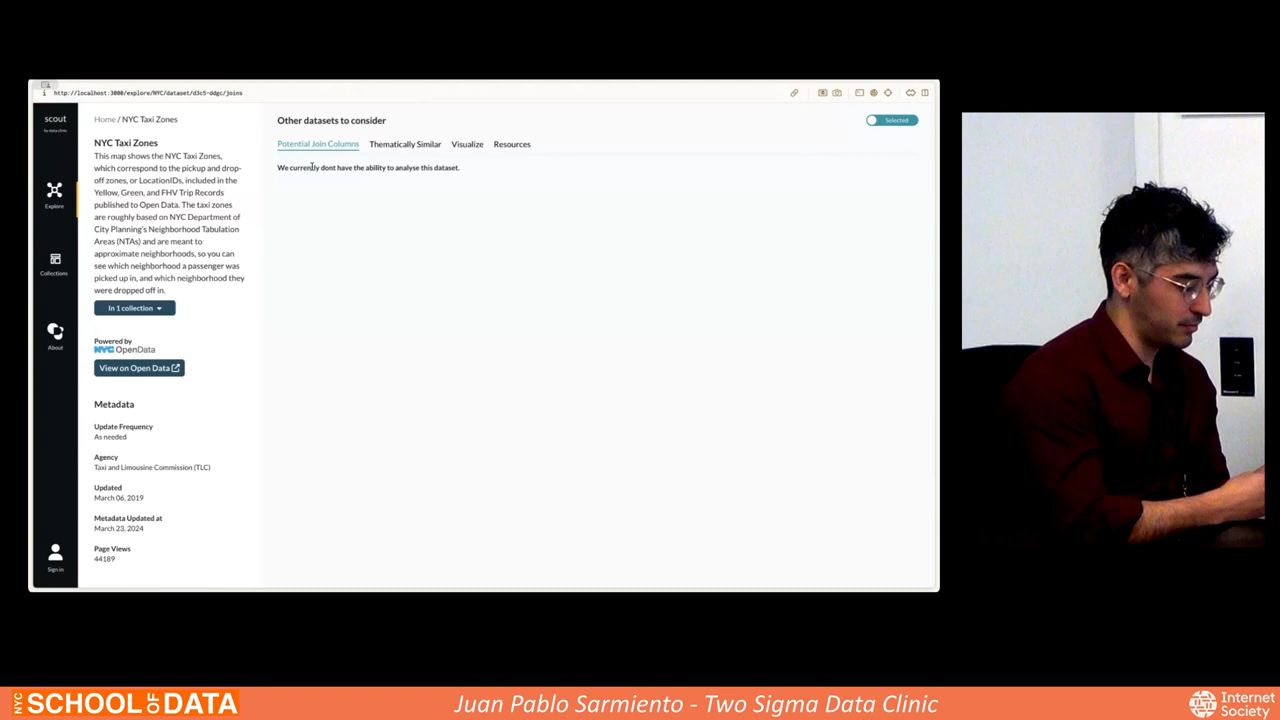 http://localhost:3000/explore/NYC/dataset/d3c5-ddgc/joins
scout
by data clinic
Explore
Collections
About
Sign in
Home / NYC Taxi Zones
NYC Taxi Zones
This map shows the NYC Taxi Zones,
which correspond to the pickup and drop-
off zones, or LocationIDs, included in the
Yellow, Green, and FHV Trip Records
published to Open Data. The taxi zones
are roughly based on NYC Department of
City Planning's Neighborhood Tabulation
Areas (NTAs) and are meant to
approximate neighborhoods, so you can
see which neighborhood a passenger was
picked up in, and which neighborhood they
were dropped off in.
In 1 collection
Powered by
NYC OpenData
View on Open Data
Metadata
Update Frequency
As needed
Agency
Taxi and Limousine Commission (TLC)
Updated
March 06, 2019
Metadata Updated at
March 23, 2024
Page Views
44189
Other datasets to consider
Selected
Potential Join Columns Thematically Similar Visualize Resources
We currently dont have the ability to analyse this dataset.
NYC SCHOOL OF DATA
Juan Pablo Sarmiento - Two Sigma Data Clinic
Internet
Society